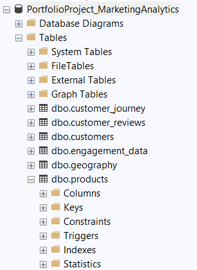 PortfolioProject_MarketingAnalytics
Database Diagrams
Tables
System Tables
FileTables
External Tables
Graph Tables
dbo.customer_journey
dbo.customer_reviews
dbo.customers
dbo.engagement_data
dbo.geography
dbo.products
Columns
Keys
Constraints
Triggers
Indexes
Statistics